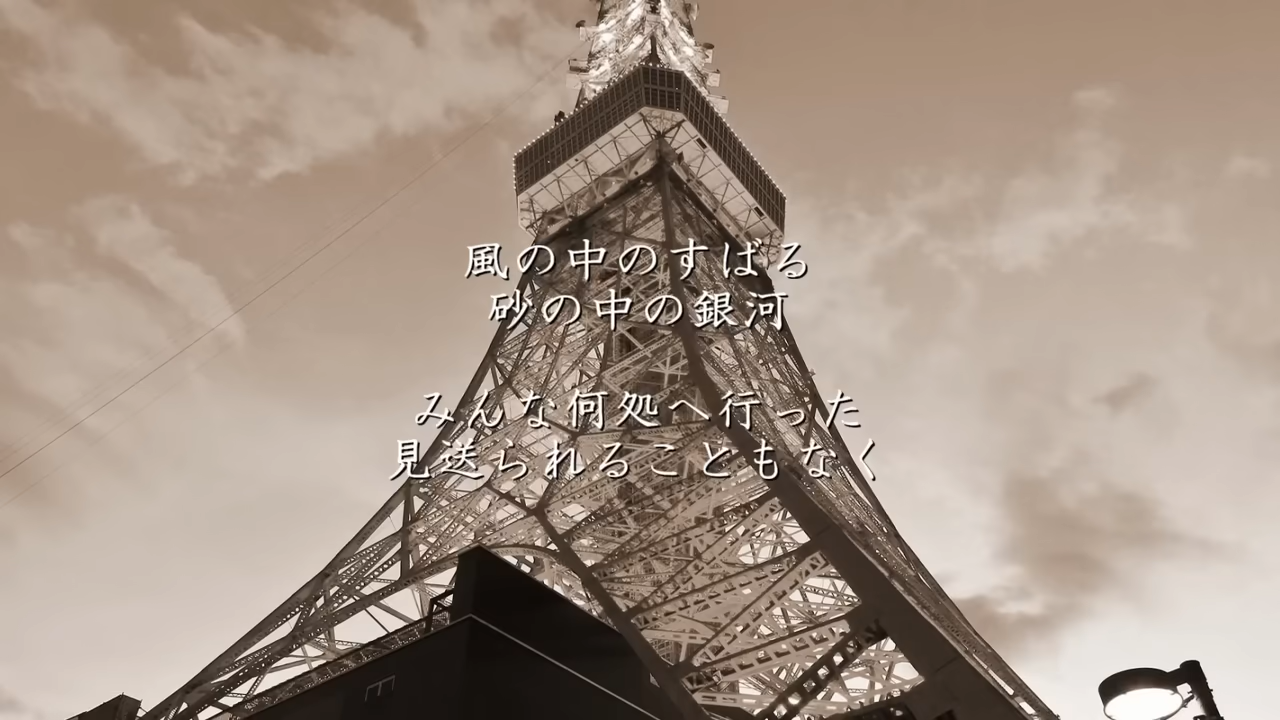 風の中のすばる
砂の中の銀河
みんな何処へ行った
見送られることもなく